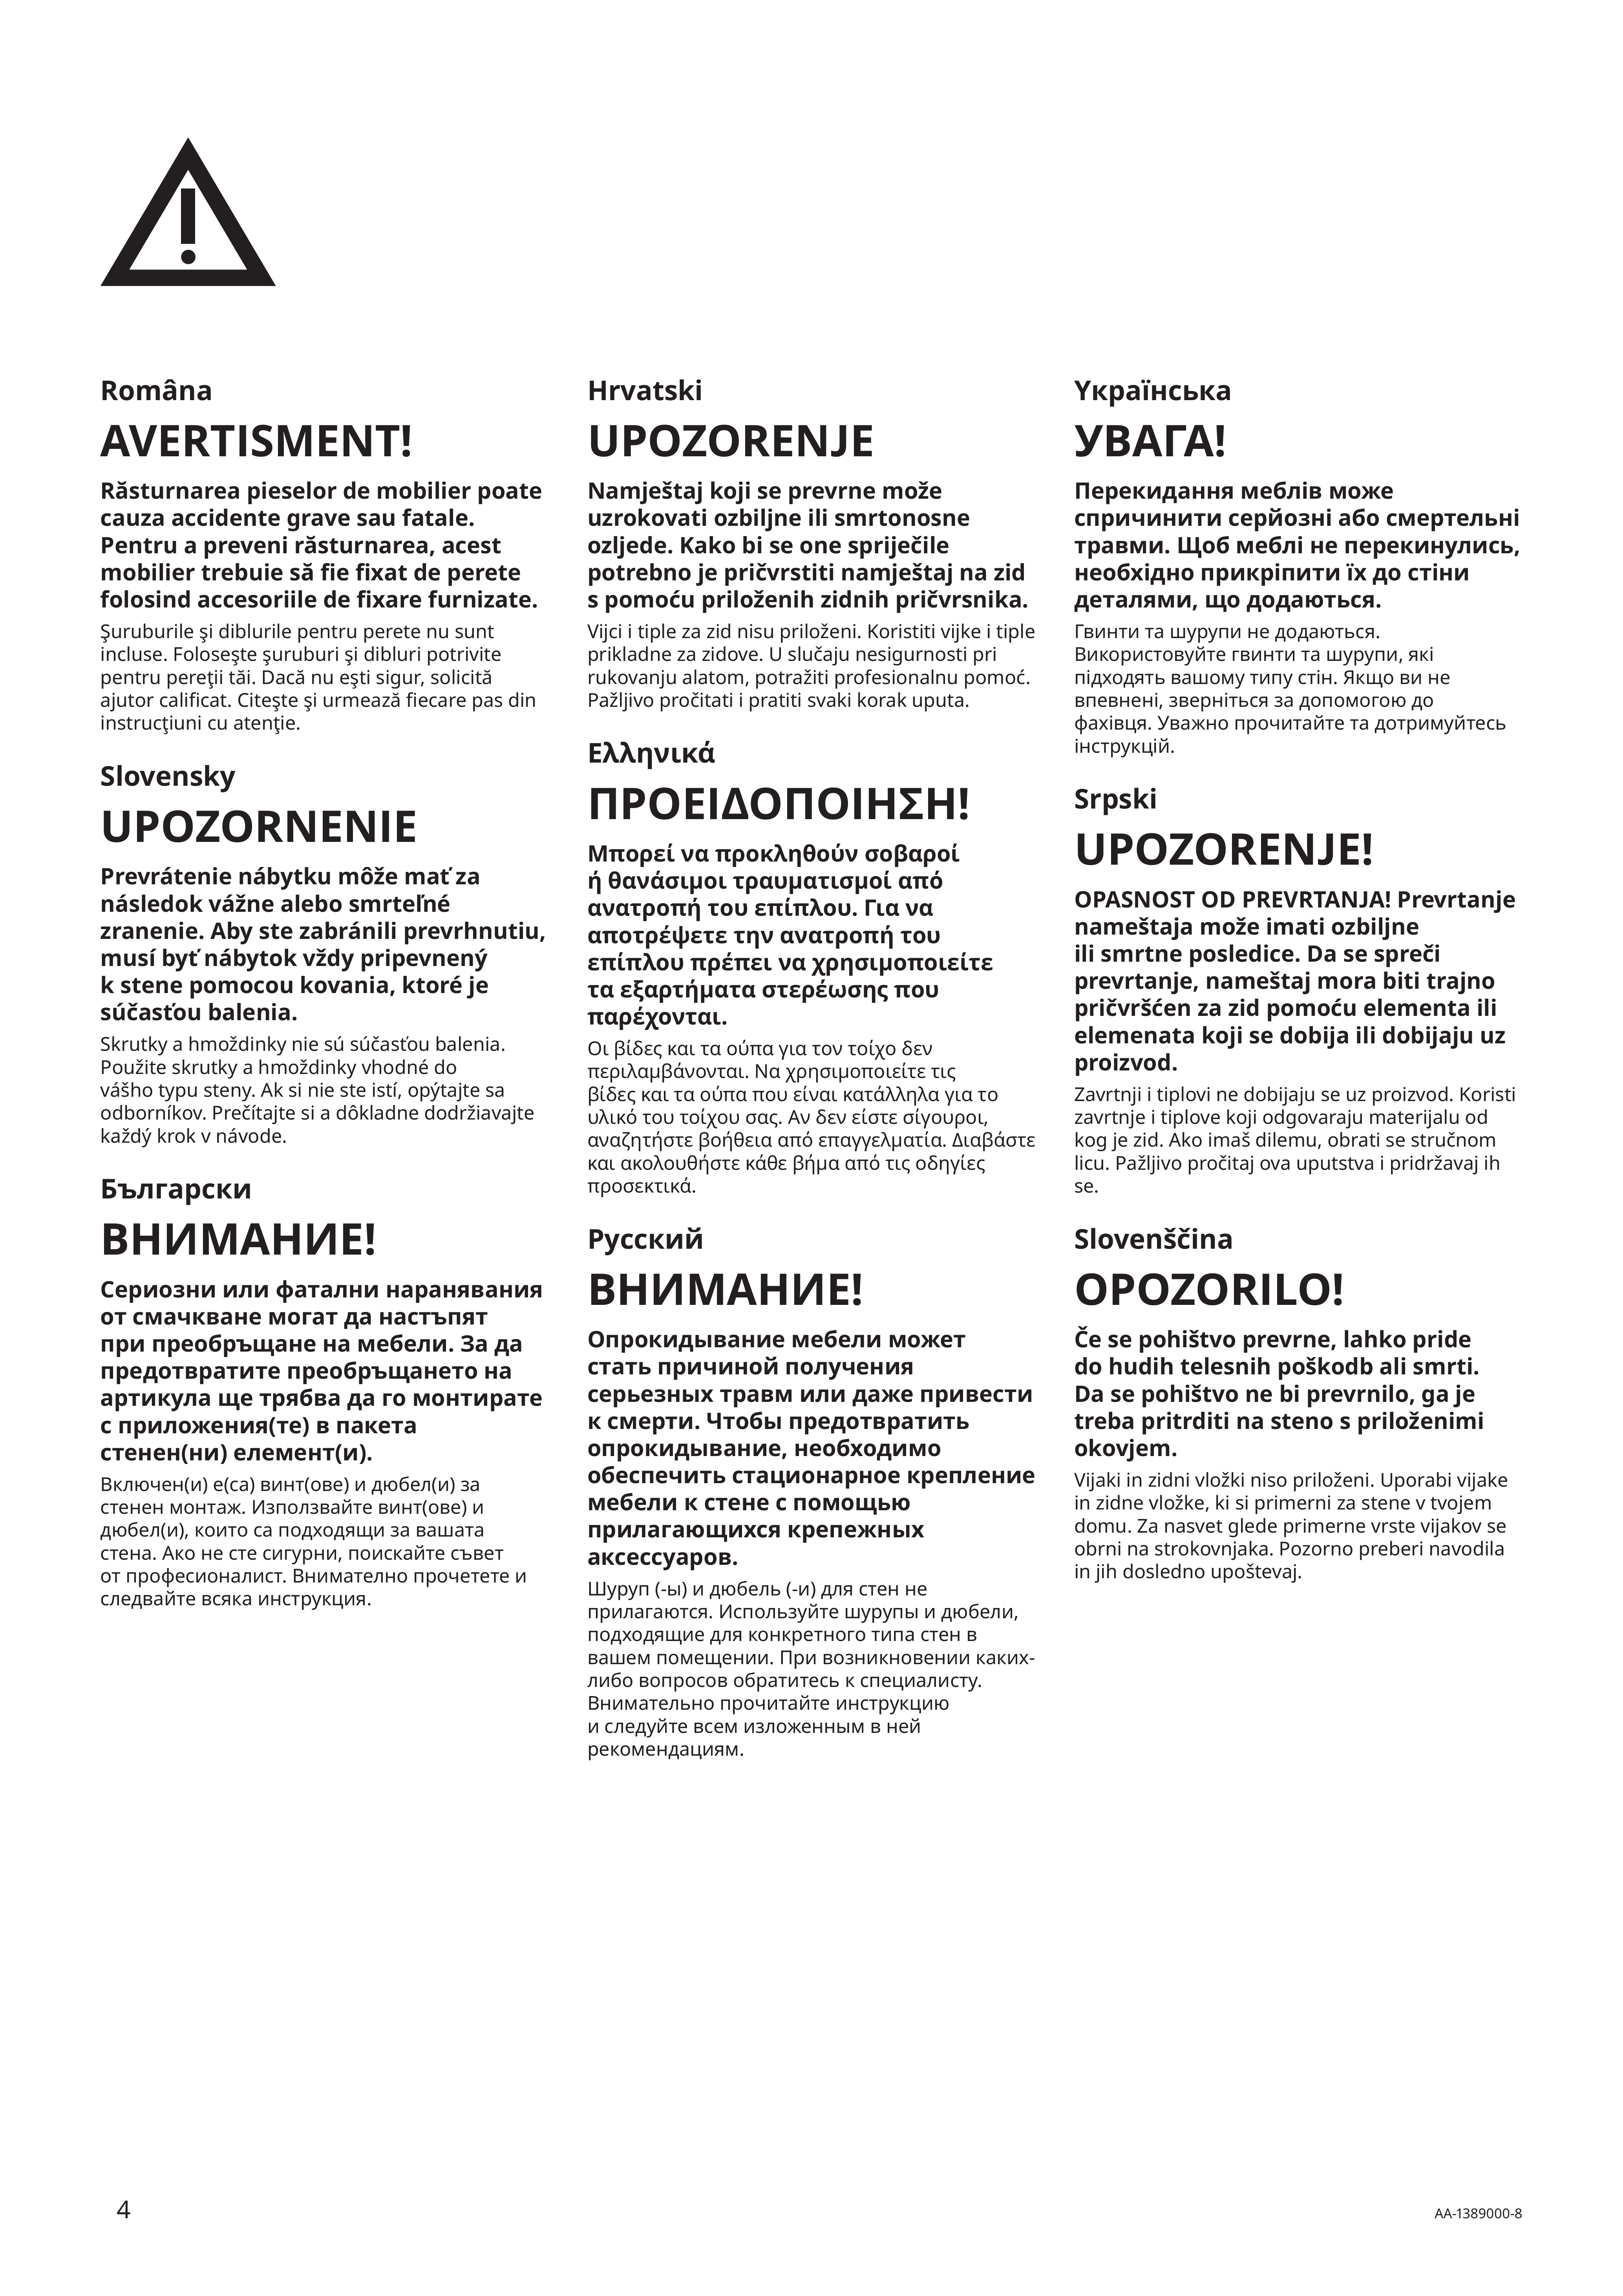 Româna
AVERTISMENT!
Răsturnarea pieselor de mobilier poate
cauza accidente grave sau fatale.
Pentru a preveni răsturnarea, acest
mobilier trebuie să fie fixat de perete
folosind accesoriile de fixare furnizate.
Şuruburile şi diblurile pentru perete nu sunt
incluse. Foloseşte şuruburi şi dibluri potrivite
pentru pereţii tăi. Dacă nu eşti sigur, solicită
ajutor calificat. Citeşte şi urmează fiecare pas din
instrucţiuni cu atenţie.
Slovensky
UPOZORNENIE
Prevrátenie nábytku môže mať za
následok vážne alebo smrteľné
zranenie. Aby ste zabránili prevrhnutiu,
musí byť nábytok vždy pripevnený
k stene pomocou kovania, ktoré je
súčasťou balenia.
Skrutky a hmoždinky nie sú súčasťou balenia.
Použite skrutky a hmoždinky vhodné do
vášho typu steny. Ak si nie ste istí, opýtajte sa
odborníkov. Prečítajte si a dôkladne dodržiavajte
každý krok v návode.
Български
ВНИМАНИЕ!
Сериозни или фатални наранявания
от смачкване могат да настъпят
при преобръщане на мебели. За да
предотвратите преобръщането на
артикула ще трябва да го монтирате
с приложения(те) в пакета
стенен(ни) елемент(и).
Включен(и) е(са) винт(ове) и дюбел(и) за
стенен монтаж. Използвайте винт(ове) и
дюбел(и), които са подходящи за вашата
стена. Ако не сте сигурни, поискайте съвет
от професионалист. Внимателно прочетете и
следвайте всяка инструкция.
Hrvatski
UPOZORENJE
Namještaj koji se prevrne može
uzrokovati ozbiljne ili smrtonosne
ozljede. Kako bi se one spriječile
potrebno je pričvrstiti namještaj na zid
s pomoću priloženih zidnih pričvrsnika.
Vijci i tiple za zid nisu priloženi. Koristiti vijke i tiple
prikladne za zidove. U slučaju nesigurnosti pri
rukovanju alatom, potražiti profesionalnu pomoć.
Pažljivo pročitati i pratiti svaki korak uputa.
Ελληνικά
ΠΡΟΕΙΔΟΠΟΙΗΣΗ!
Μπορεί να προκληθούν σοβαροί
ή θανάσιμοι τραυματισμοί από
ανατροπή του επίπλου. Για να
αποτρέψετε την ανατροπή του
επίπλου πρέπει να χρησιμοποιείτε
τα εξαρτήματα στερέωσης που
παρέχονται.
Οι βίδες και τα ούπα για τον τοίχο δεν
περιλαμβάνονται. Να χρησιμοποιείτε τις
βίδες και τα ούπα που είναι κατάλληλα για το
υλικό του τοίχου σας. Αν δεν είστε σίγουροι,
αναζητήστε βοήθεια από επαγγελματία. Διαβάστε
και ακολουθήστε κάθε βήμα από τις οδηγίες
προσεκτικά.
Русский
ВНИМАНИЕ!
Опрокидывание мебели может
стать причиной получения
серьезных травм или даже привести
к смерти. Чтобы предотвратить
опрокидывание, необходимо
обеспечить стационарное крепление
мебели к стене с помощью
прилагающихся крепежных
аксессуаров.
Шуруп (-ы) и дюбель (-и) для стен не
прилагаются. Используйте шурупы и дюбели,
подходящие для конкретного типа стен в
вашем помещении. При возникновении каких-
либо вопросов обратитесь к специалисту.
Внимательно прочитайте инструкцию
и следуйте всем изложенным в ней
рекомендациям.
Yкраїнська
УВАГА!
Перекидання меблів може
спричинити серйозні або смертельні
травми. Щоб меблі не перекинулись,
необхідно прикріпити їх до стіни
деталями, що додаються.
Гвинти та шурупи не додаються.
Використовуйте гвинти та шурупи, які
підходять вашому типу стін. Якщо ви не
впевнені, зверніться за допомогою до
фахівця. Уважно прочитайте та дотримуйтесь
інструкцій.
Srpski
UPOZORENJE!
OPASNOST OD PREVRTANJA! Prevrtanje
nameštaja može imati ozbiljne
ili smrtne posledice. Da se spreči
prevrtanje, nameštaj mora biti trajno
pričvršćen za zid pomoću elementa ili
elemenata koji se dobija ili dobijaju uz
proizvod.
Zavrtnji i tiplovi ne dobijaju se uz proizvod. Koristi
zavrtnje i tiplove koji odgovaraju materijalu od
kog je zid. Ako imaš dilemu, obrati se stručnom
licu. Pažljivo pročitaj ova uputstva i pridržavaj ih
se.
Slovenščina
OPOZORILO!
Če se pohištvo prevrne, lahko pride
do hudih telesnih poškodb ali smrti.
Da se pohištvo ne bi prevrnilo, ga je
treba pritrditi na steno s priloženimi
okovjem.
Vijaki in zidni vložki niso priloženi. Uporabi vijake
in zidne vložke, ki si primerni za stene v tvojem
domu. Za nasvet glede primerne vrste vijakov se
obrni na strokovnjaka. Pozorno preberi navodila
in jih dosledno upoštevaj.
4
AA-1389000-8